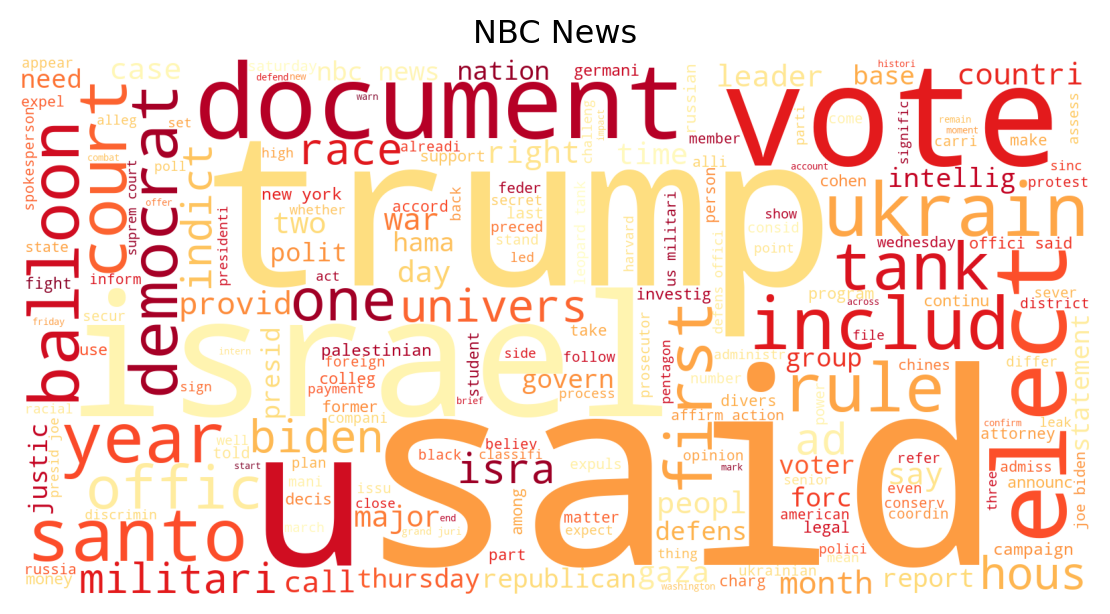 NBC News
appear
need
case
saturday
nbc news
defend
new
nation
germani
russian
leader
base
histori
countri
expel
alleg
court
democrat
set
document
warn
vote
member
parti
come
signific
remain
moment
make
carri
assess
spokesperson
balloon
combat
poll
offer
suprem court
indict
high
race
alreadi
support
right
challeng
impact
time
alli
account
cohen
intellig
sinc
protest
trump
new york
whether
two
accord
war
back
feder
secret
last
preced
stand
led
person
show
consid
point
ukrain
state
fight
inform
presidenti
polit
act
hama
day
leopard tank
harvard
us militari
defens offici
wednesday
offici said
tank
elect
secur
use
friday
sign
provid
intern
one
univers
investig
program
continu
across
file
sever
district
includ
israel
presid
palestinian
foreign
colleg
payment
former
compani
student
brief
side
follow
take
govern
process
prosecutor
pentagon
first
administr
number
group
chines
differ
statement
racial
justic
presid joe
year
told
well
biden
black
classifi
believ
isra
divers
affirm action
opinion
mark
rule
power
ad
attorney
confirm
leak
offic
start
mani
decis
plan
issu
close
u
said
among
expuls
matter
expect
peopl
defens
voter
senior
forc
american
legal
say
refer
even
conserv
coordin
three
admiss
announc
joe biden
discrimin
santo
march
grand juri
major
end
part
thing
polici
mean
campaign
russia
money
militari
call
thursday
republican
gaza
washington
charg
ukrainian
month
report
hous